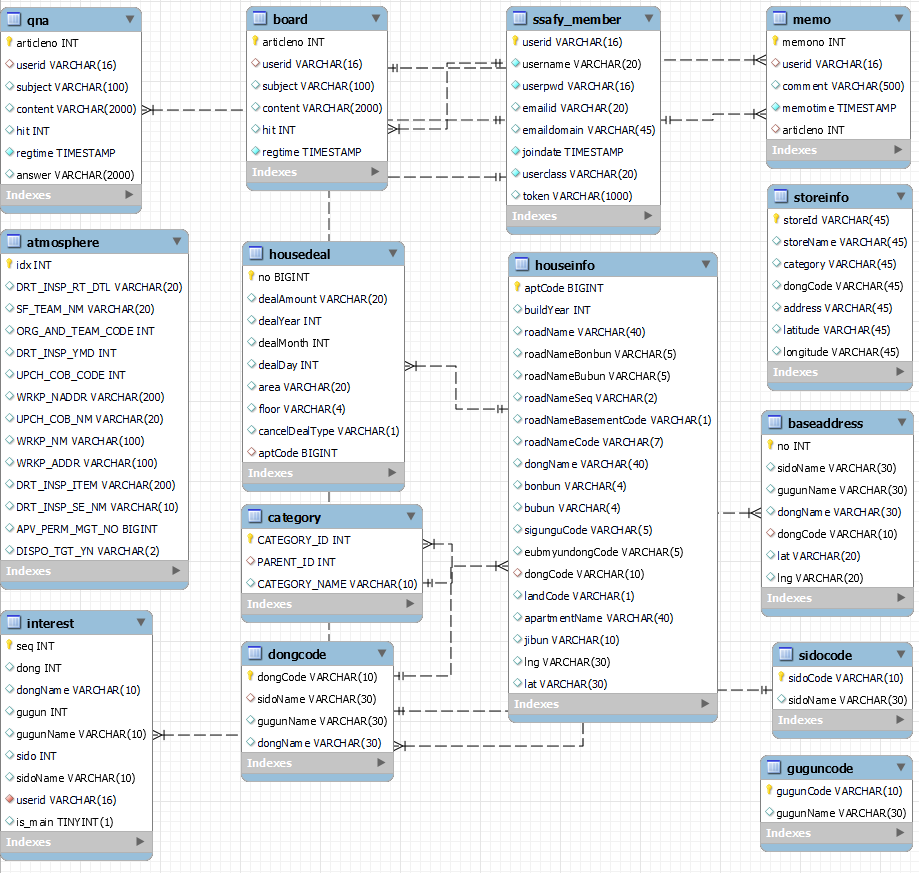 qna
articleno INT
userid VARCHAR(16)
subject VARCHAR(100)
content VARCHAR(2000)
hit INT
regtime TIMESTAMP
answer VARCHAR(2000)
Indexes
board
articleno INT
userid VARCHAR(16)
subject VARCHAR(100)
content VARCHAR(2000)
hit INT
regtime TIMESTAMP
Indexes
ssafy_member
userid VARCHAR(16)
username VARCHAR(20)
userpwd VARCHAR(16)
emailid VARCHAR(20)
emaildomain VARCHAR(45)
joindate TIMESTAMP
userclass VARCHAR(20)
token VARCHAR(1000)
Indexes
memo
memono INT
userid VARCHAR(16)
comment VARCHAR(500)
memotime TIMESTAMP
articleno INT
Indexes
storeinfo
storeId VARCHAR(45)
storeName VARCHAR(45)
category VARCHAR(45)
dongCode VARCHAR(45)
address VARCHAR(45)
latitude VARCHAR(45)
longitude VARCHAR(45)
Indexes
atmosphere
idx INT
DRT_INSP_RT_DTL VARCHAR(20)
SF_TEAM_NM VARCHAR(20)
ORG_AND_TEAM_CODE INT
DRT_INSP_YMD INT
UPCH_COB_CODE INT
WRKP_NADDR VARCHAR(200)
UPCH_COB_NM VARCHAR(20)
WRKP_NM VARCHAR(100)
WRKP_ADDR VARCHAR(100)
DRT_INSP_ITEM VARCHAR(200)
DRT_INSP_SE_NM VARCHAR(10)
APV_PERM_MGT_NO BIGINT
DISPO_TGT_YN VARCHAR(2)
Indexes
housedeal
no BIGINT
dealAmount VARCHAR(20)
dealYear INT
dealMonth INT
dealDay INT
area VARCHAR(20)
floor VARCHAR(4)
cancelDealType VARCHAR(1)
aptCode BIGINT
Indexes
houseinfo
aptCode BIGINT
buildYear INT
roadName VARCHAR(40)
roadNameBonbun VARCHAR(5)
roadNameBubun VARCHAR(5)
roadNameSeq VARCHAR(2)
roadNameBasementCode VARCHAR(1)
roadNameCode VARCHAR(7)
dongName VARCHAR(40)
bonbun VARCHAR(4)
bubun VARCHAR(4)
sigunguCode VARCHAR(5)
eubmyundongCode VARCHAR(5)
dongCode VARCHAR(10)
landCode VARCHAR(1)
apartmentName VARCHAR(40)
jibun VARCHAR(10)
lng VARCHAR(30)
lat VARCHAR(30)
Indexes
baseaddress
no INT
sidoName VARCHAR(30)
gugunName VARCHAR(30)
dongName VARCHAR(30)
dongCode VARCHAR(10)
lat VARCHAR(20)
lng VARCHAR(20)
Indexes
category
CATEGORY_ID INT
PARENT_ID INT
CATEGORY_NAME VARCHAR(10)
Indexes
interest
seq INT
dong INT
dongName VARCHAR(10)
gugun INT
gugunName VARCHAR(10)
sido INT
sidoName VARCHAR(10)
userid VARCHAR(16)
is_main TINYINT(1)
Indexes
dongcode
dongCode VARCHAR(10)
sidoName VARCHAR(30)
gugunName VARCHAR(30)
dongName VARCHAR(30)
Indexes
sidocode
sidoCode VARCHAR(10)
sidoName VARCHAR(30)
Indexes
guguncode
gugunCode VARCHAR(10)
gugunName VARCHAR(30)
Indexes